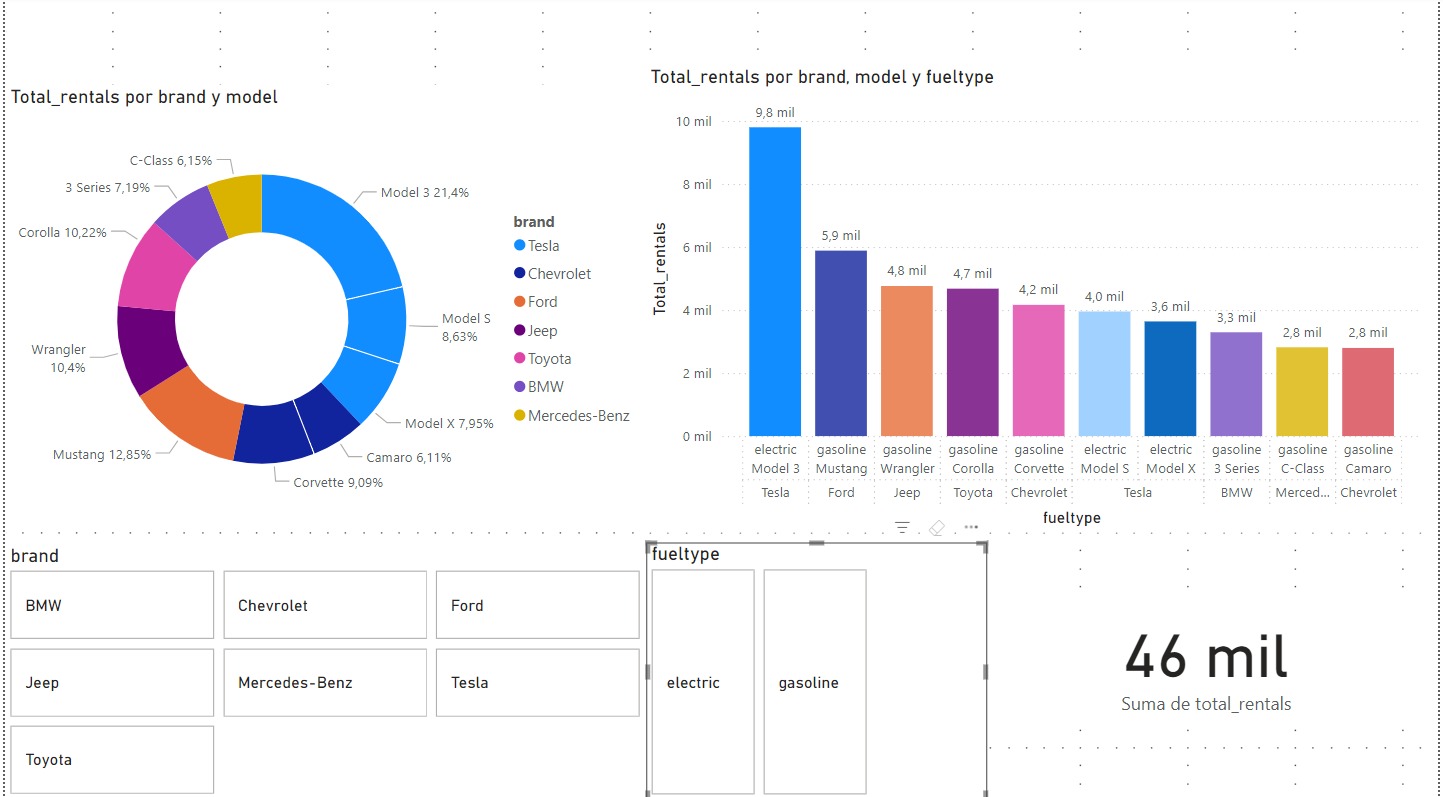 Total_rentals por brand y model
C-Class 6,15%
3 Series 7,19%
Corolla 10,22%
Wrangler
10,4%
Mustang 12,85%
Model 3 21,4%
Model S
8,63%
Model X 7,95%
Camaro 6,11%
Corvette 9,09%
brand
Tesla
Chevrolet
Ford
Jeep
Toyota
BMW
Mercedes-Benz
Total_rentals por brand, model y fueltype
Total_rentals
10 mil
8 mil
6 mil
4 mil
2 mil
0 mil
9,8 mil
5,9 mil
4,8 mil
4,7 mil
4,2 mil
4,0 mil
3,6 mil
3,3 mil
2,8 mil
2,8 mil
electric gasoline gasoline gasoline gasoline electric electric gasoline gasoline gasoline
Model 3 Mustang Wrangler Corolla Corvette Model S Model X 3 Series C-Class Camaro
Tesla Ford Jeep Toyota Chevrolet Tesla BMW Merced... Chevrolet
fueltype
brand
BMW
Chevrolet
Ford
Jeep
Mercedes-Benz
Tesla
Toyota
fueltype
electric
gasoline
46 mil
Suma de total_rentals